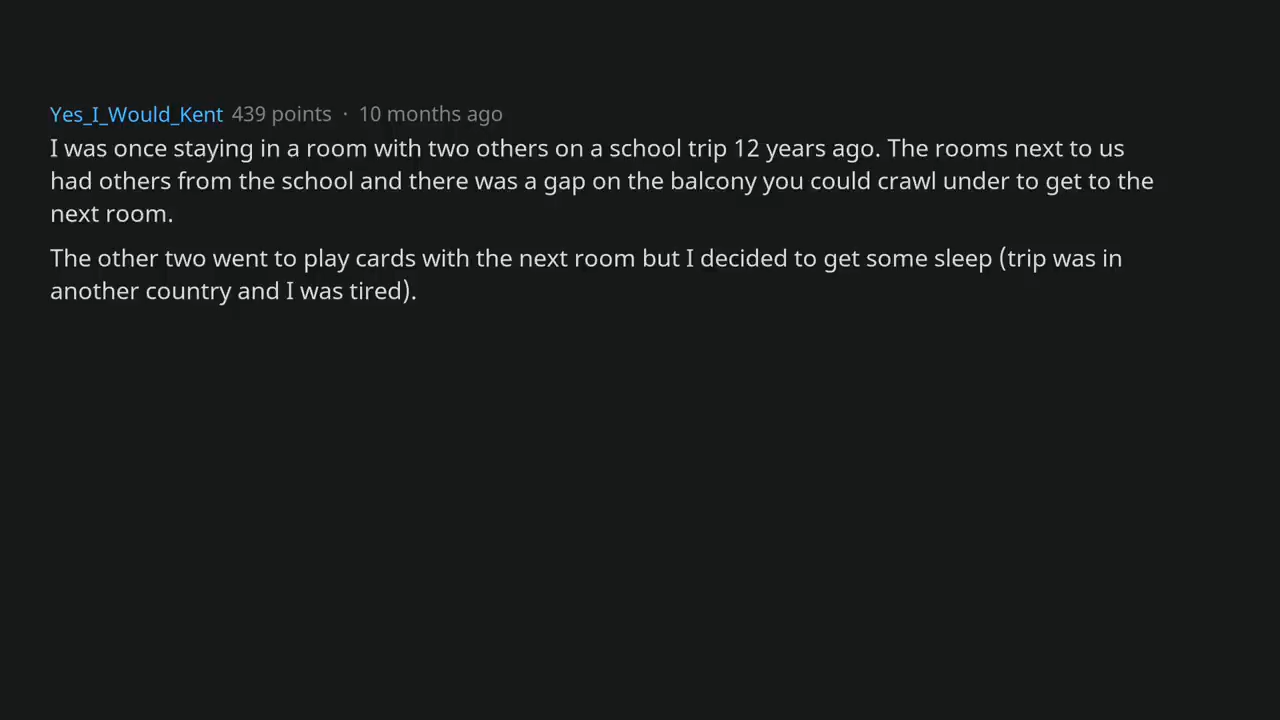 Yes_I_Would_Kent 439 points · 10 months ago
I was once staying in a room with two others on a school trip 12 years ago. The rooms next to us
had others from the school and there was a gap on the balcony you could crawl under to get to the
next room.
The other two went to play cards with the next room but I decided to get some sleep (trip was in
another country and I was tired).